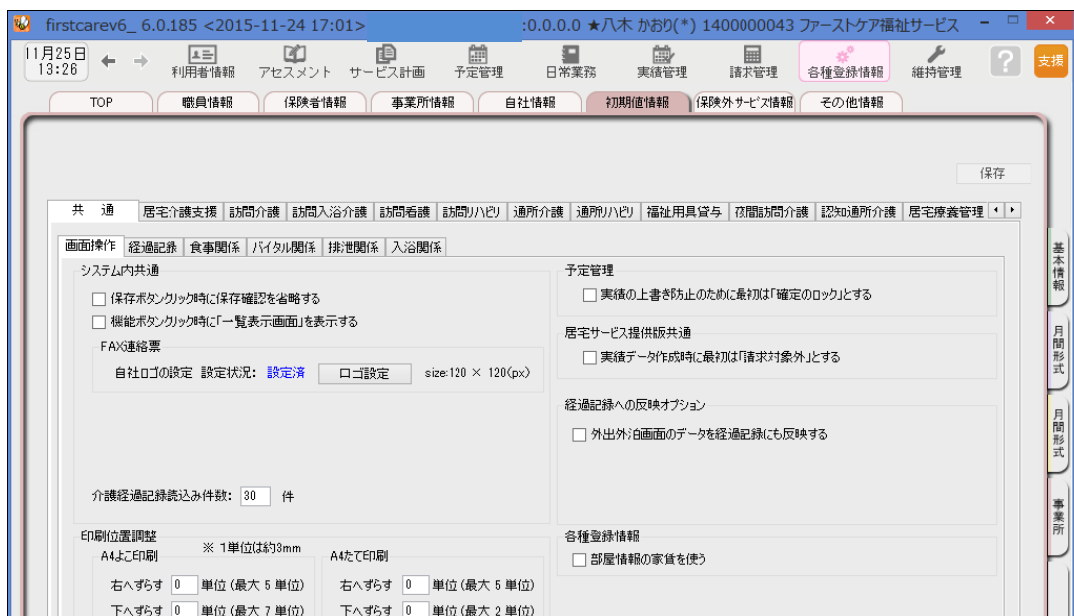 firstcarev6_ 6.0.185 <2015-11-24 17:01> :0.0.0.0 ★八木 かおり(*) 1400000043 ファーストケア福祉サービス
11月25日
13:26
利用者情報 アセスメント サービス計画 予定管理 日常業務 実績管理 請求管理 各種登録情報 維持管理 ? 支援
TOP 職員情報 保険者情報 事業所情報 自社情報 初期値情報 保険外サービス情報 その他情報
保存
共 通 居宅介護支援 訪問介護 訪問入浴介護 訪問看護 訪問リハビリ 通所介護 通所リハビリ 福祉用具貸与 夜間訪問介護 認知通所介護 居宅療養管理
画面操作 経過記録 食事関係 バイタル関係 排泄関係 入浴関係
システム内共通
保存ボタンクリック時に保存確認を省略する
機能ボタンクリック時に「一覧表示画面」を表示する
FAX連絡票
自社ロゴの設定 設定状況: 設定済 ロゴ設定 size:120 × 120(px)
介護経過記録読込み件数: 30 件
予定管理
実績の上書き防止のために最初は「確定のロック」とする
居宅サービス提供版共通
実績データ作成時に最初は「請求対象外」とする
経過記録への反映オプション
外出外泊画面のデータを経過記録にも反映する
印刷位置調整
※ 1単位は約3mm
A4よこ印刷
右へずらす 0 単位 (最大 5 単位)
下へずらす 0 単位 (最大 7 単位)
A4たて印刷
右へずらす 0 単位 (最大 5 単位)
下へずらす 0 単位 (最大 2 単位)
各種登録情報
部屋情報の家賃を使う
基本情報
月間形式
月間形式
事業所